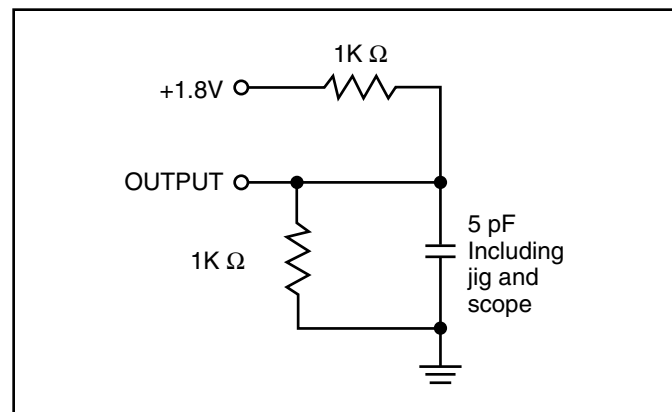 1K Ω
+1.8V
OUTPUT
1K Ω
5 pF
Including
jig and
scope